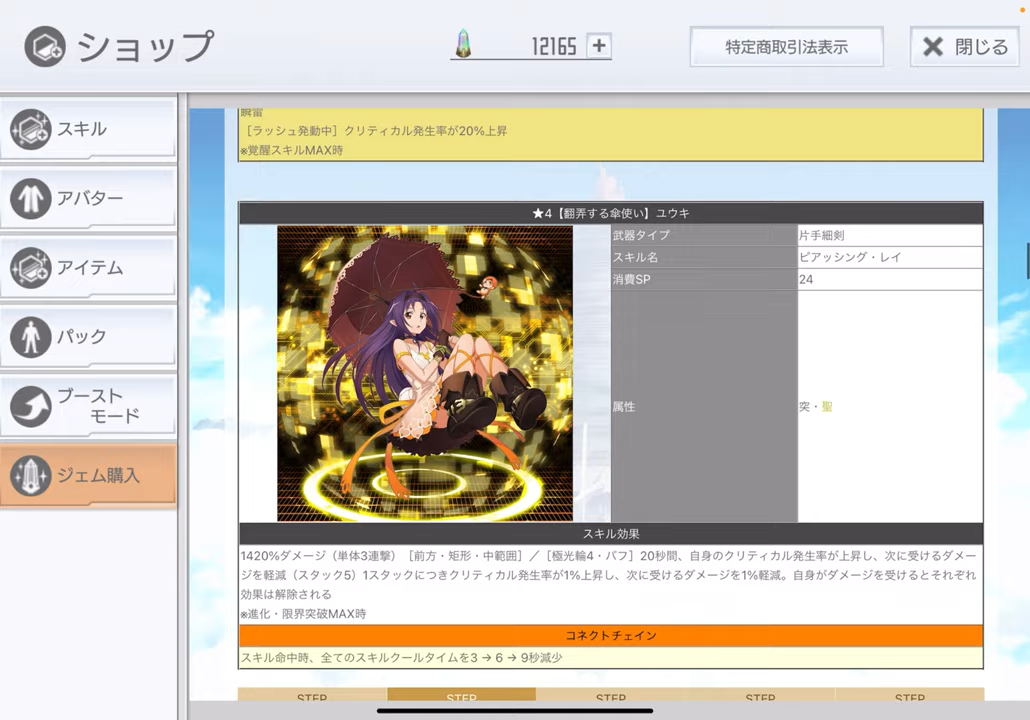 ショップ
12165
特定商取引法表示
閉じる
スキル
アバター
アイテム
パック
ブースト
モード
ジェム購入
瞬雷
［ラッシュ発動中］クリティカル発生率が20%上昇
※覚醒スキルMAX時
★4【翻弄する傘使い】ユウキ
武器タイプ 片手細剣
スキル名 ピアッシング・レイ
消費SP 24
属性 突・聖
スキル効果
1420%ダメージ（単体3連撃）［前方・矩形・中範囲］／［極光輪4・バフ］20秒間、自身のクリティカル発生率が上昇し、次に受けるダメー
ジを軽減（スタック5）1スタックにつきクリティカル発生率が1%上昇し、次に受けるダメージを1%軽減。自身がダメージを受けるとそれぞれ
効果は解除される
※進化・限界突破MAX時
コネクトチェイン
スキル命中時、全てのスキルクールタイムを3→6→9秒減少
STEP STEP STEP STEP STEP